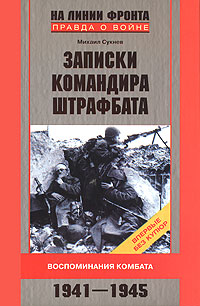 НА ЛИНИИ ФРОНТА
ПРАВДА О ВОЙНЕ
Михаил Сукнев
ЗАПИСКИ
КОМАНДИРА
ШТРАФБАТА
ВПЕРВЫЕ
БЕЗ КУПЮР
ВОСПОМИНАНИЯ КОМБАТА
1941—1945